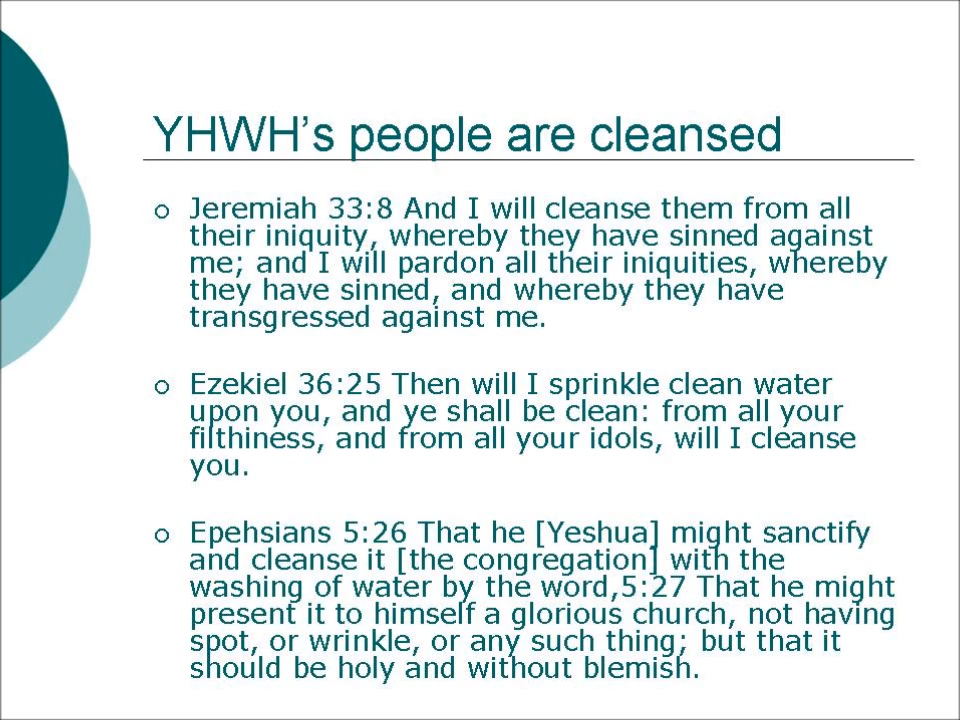 YHWH’s people are cleansed
Jeremiah 33:8 And I will cleanse them from all
their iniquity, whereby they have sinned against
me; and I will pardon all their iniquities, whereby
they have sinned, and whereby they have
transgressed against me.
Ezekiel 36:25 Then will I sprinkle clean water
upon you, and ye shall be clean: from all your
filthiness, and from all your idols, will I cleanse
you.
Epehsians 5:26 That he [Yeshua] might sanctify
and cleanse it [the congregation] with the
washing of water by the word,5:27 That he might
present it to himself a glorious church, not having
spot, or wrinkle, or any such thing; but that it
should be holy and without blemish.